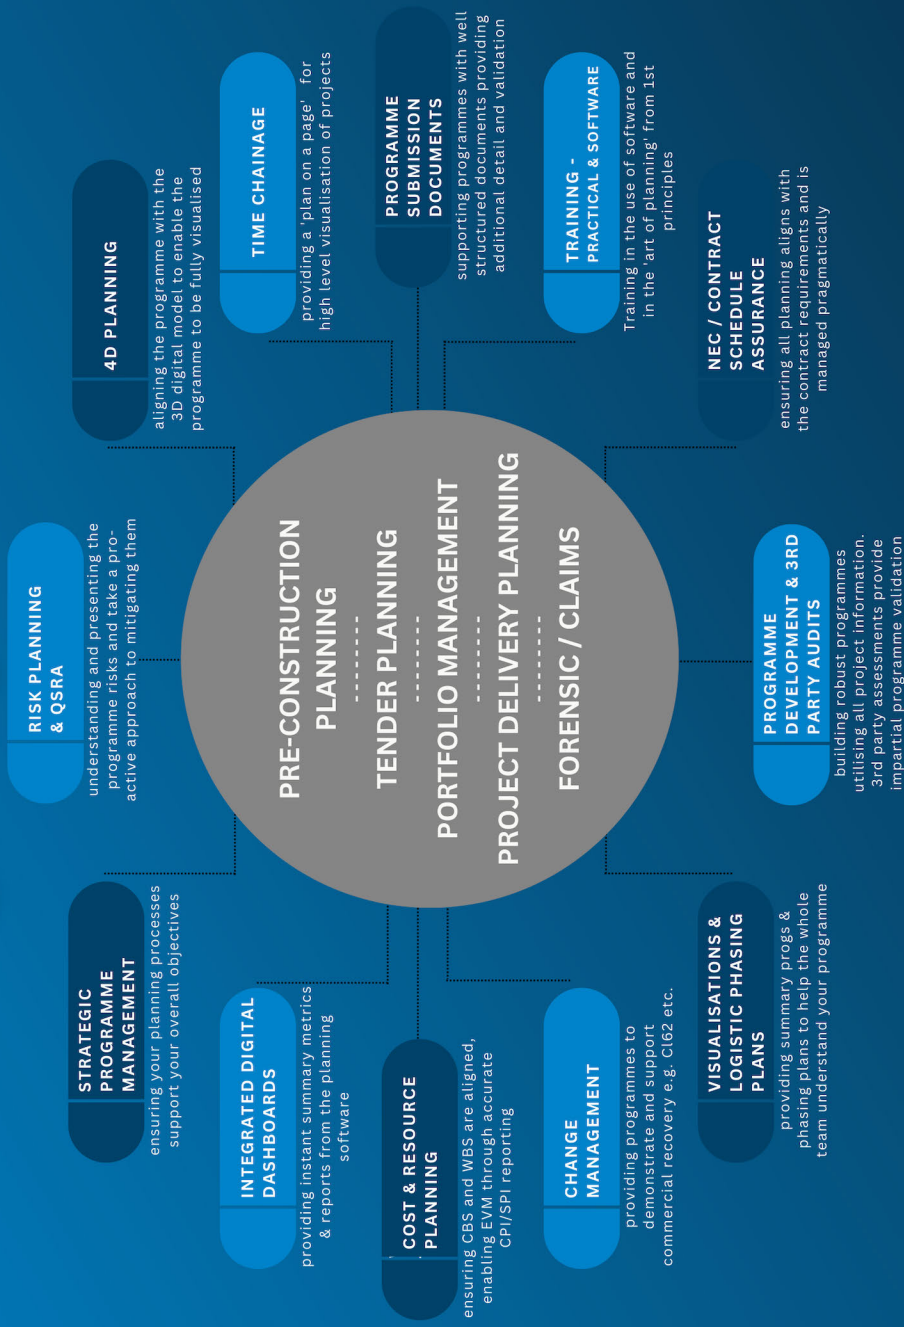 RISK PLANNING
& QSRA
understanding and presenting the
programme risks and take a pro-
active approach to mitigating them
STRATEGIC
PROGRAMME
MANAGEMENT
ensuring your planning processes
support your overall objectives
4D PLANNING
aligning the programme with the
3D digital model to enable the
programme to be fully visualised
INTEGRATED DIGITAL
DASHBOARDS
providing instant summary metrics
& reports from the planning
software
TIME CHAINAGE
providing a 'plan on a page' for
high level visualisation of projects
PRE-CONSTRUCTION
PLANNING
------
TENDER PLANNING
------
PORTFOLIO MANAGEMENT
------
PROJECT DELIVERY PLANNING
------
FORENSIC / CLAIMS
COST & RESOURCE
PLANNING
ensuring CBS and WBS are aligned,
enabling EVM through accurate
CPI/SPI reporting
PROGRAMME
SUBMISSION
DOCUMENTS
supporting programmes with well
structured documents providing
additional detail and validation
CHANGE
MANAGEMENT
providing programmes to
demonstrate and support
commercial recovery e.g. Cl62 etc.
TRAINING -
PRACTICAL & SOFTWARE
Training in the use of software and
in the 'art of planning' from 1st
principles
VISUALISATIONS &
LOGISTIC PHASING
PLANS
providing summary progs &
phasing plans to help the whole
team understand your programme
NEC / CONTRACT
SCHEDULE
ASSURANCE
ensuring all planning aligns with
the contract requirements and is
managed pragmatically
PROGRAMME
DEVELOPMENT & 3RD
PARTY AUDITS
building robust programmes
utilising all project information.
3rd party assessments provide
impartial programme validation